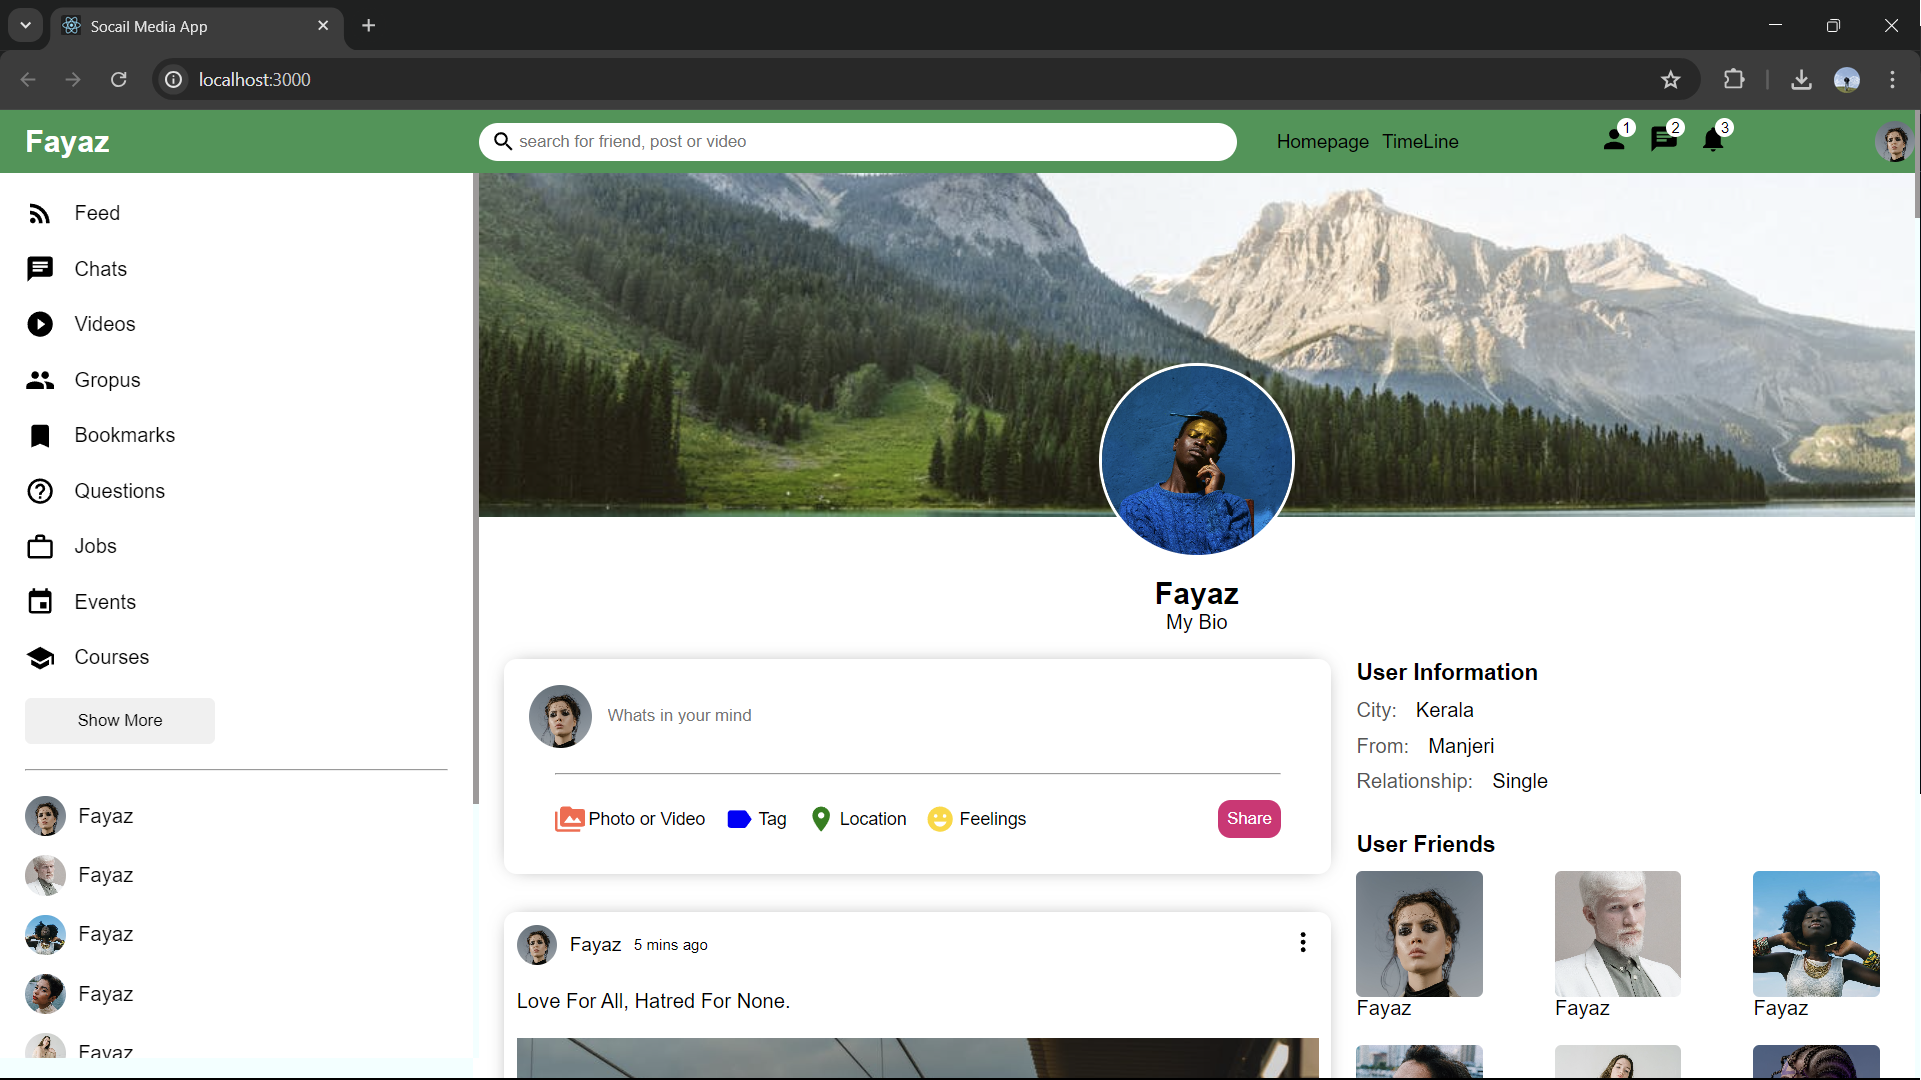 Socail Media App
localhost:3000
Fayaz
search for friend, post or video
Homepage TimeLine
1
2
3
Feed
Chats
Videos
Gropus
Bookmarks
Questions
Jobs
Events
Courses
Show More
Fayaz
Fayaz
Fayaz
Fayaz
Fayaz
Fayaz
My Bio
Whats in your mind
Photo or Video Tag Location Feelings Share
Fayaz 5 mins ago
Love For All, Hatred For None.
User Information
City: Kerala
From: Manjeri
Relationship: Single
User Friends
Fayaz Fayaz Fayaz